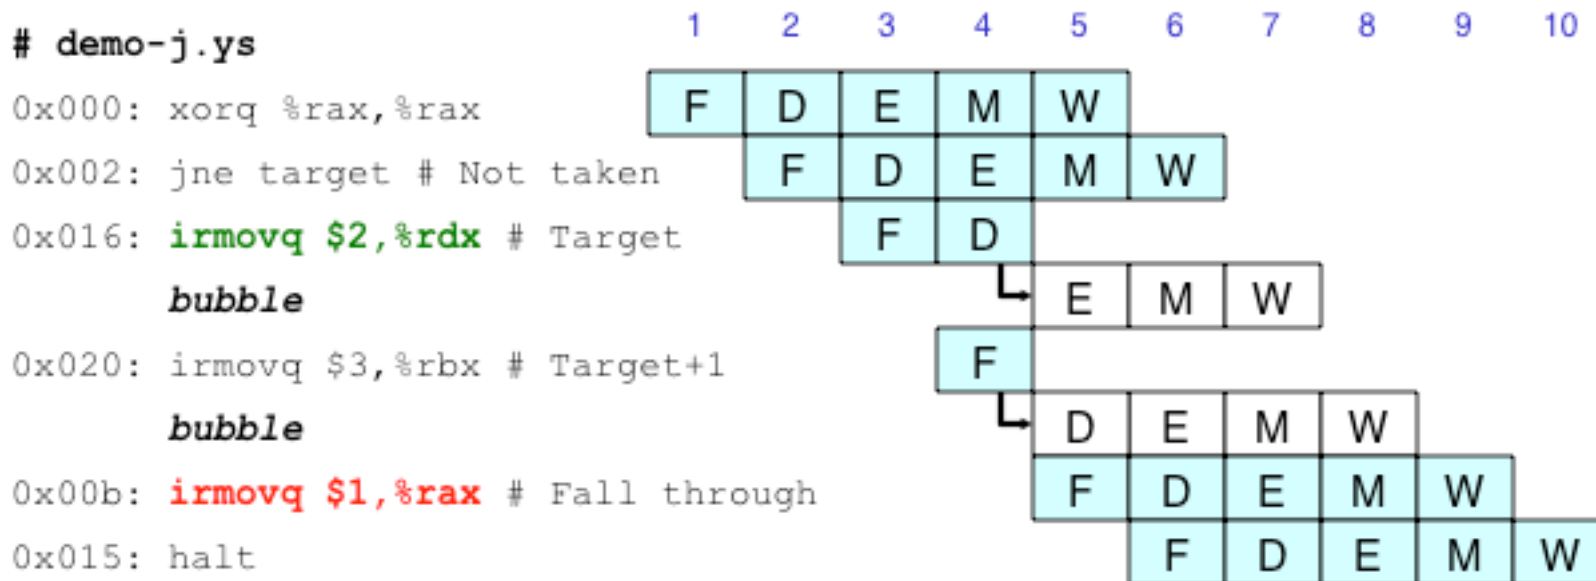 1 2 3 4 5 6 7 8 9 10
# demo-j.ys
0x000: xorq %rax,%rax F D E M W
0x002: jne target # Not taken F D E M W
0x016: irmovq $2,%rdx # Target F D
bubble E M W
0x020: irmovq $3,%rbx # Target+1 F
bubble D E M W
0x00b: irmovq $1,%rax # Fall through F D E M W
0x015: halt F D E M W